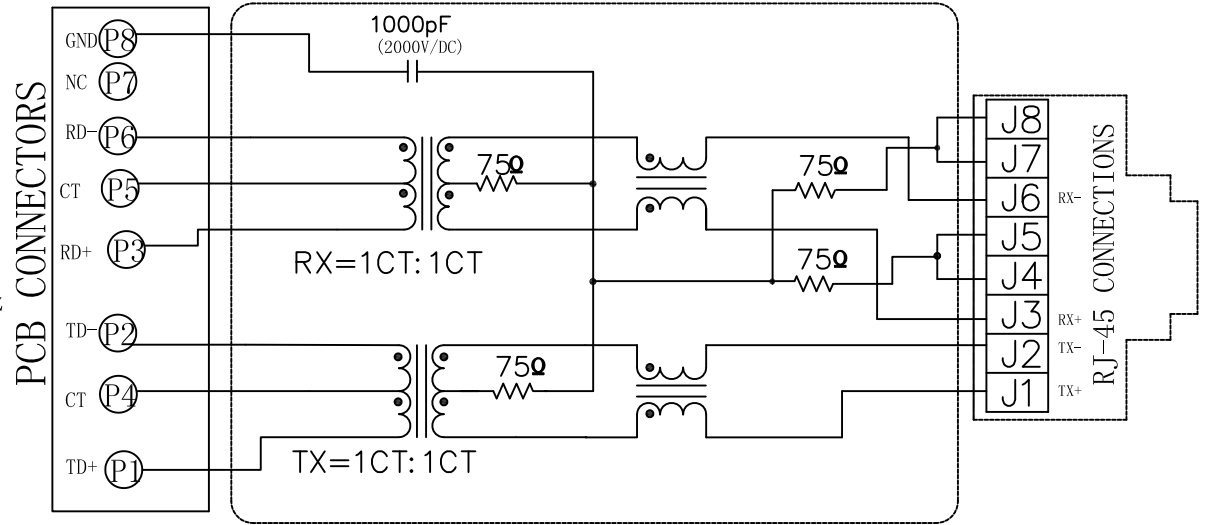 PCB CONNECTORS
GND P8
NC P7
RD- P6
CT P5
RD+ P3
TD- P2
CT P4
TD+ P1
1000pF
(2000V/DC)
75Ω
75Ω
75Ω
75Ω
RX=1CT:1CT
TX=1CT:1CT
J8
J7
J6 RX-
J5
J4
J3 RX+
J2 TX-
J1 TX+
RJ-45 CONNECTIONS